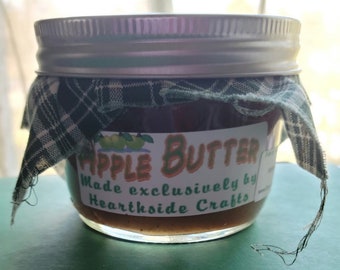 Apple Butter
Made exclusively by
Hearthside Crafts